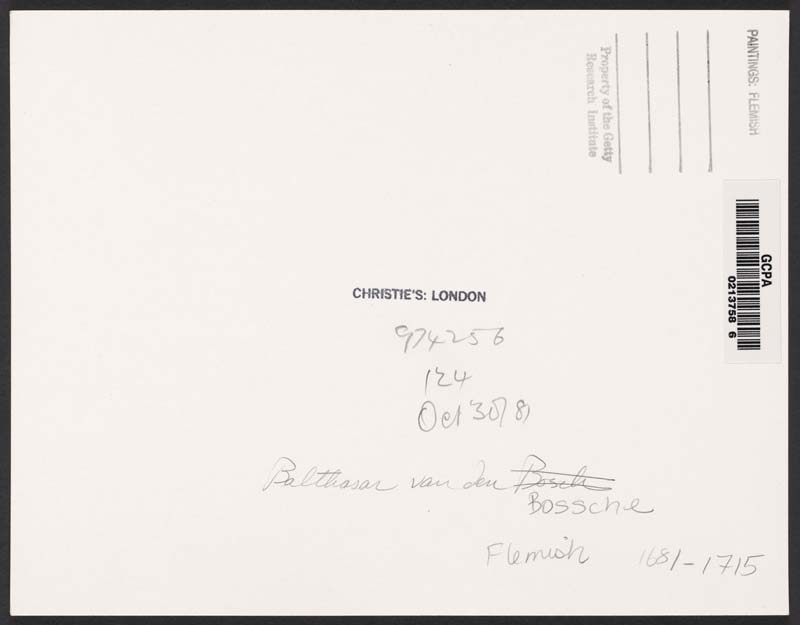 PAINTINGS: FLEMISH
Property of the Getty
Research Institute
GCPA
0213758 6
CHRISTIE'S: LONDON
974256
124
Oct 30/81
Balthasar van den Bosch
Bossche
Flemish 1681-1715